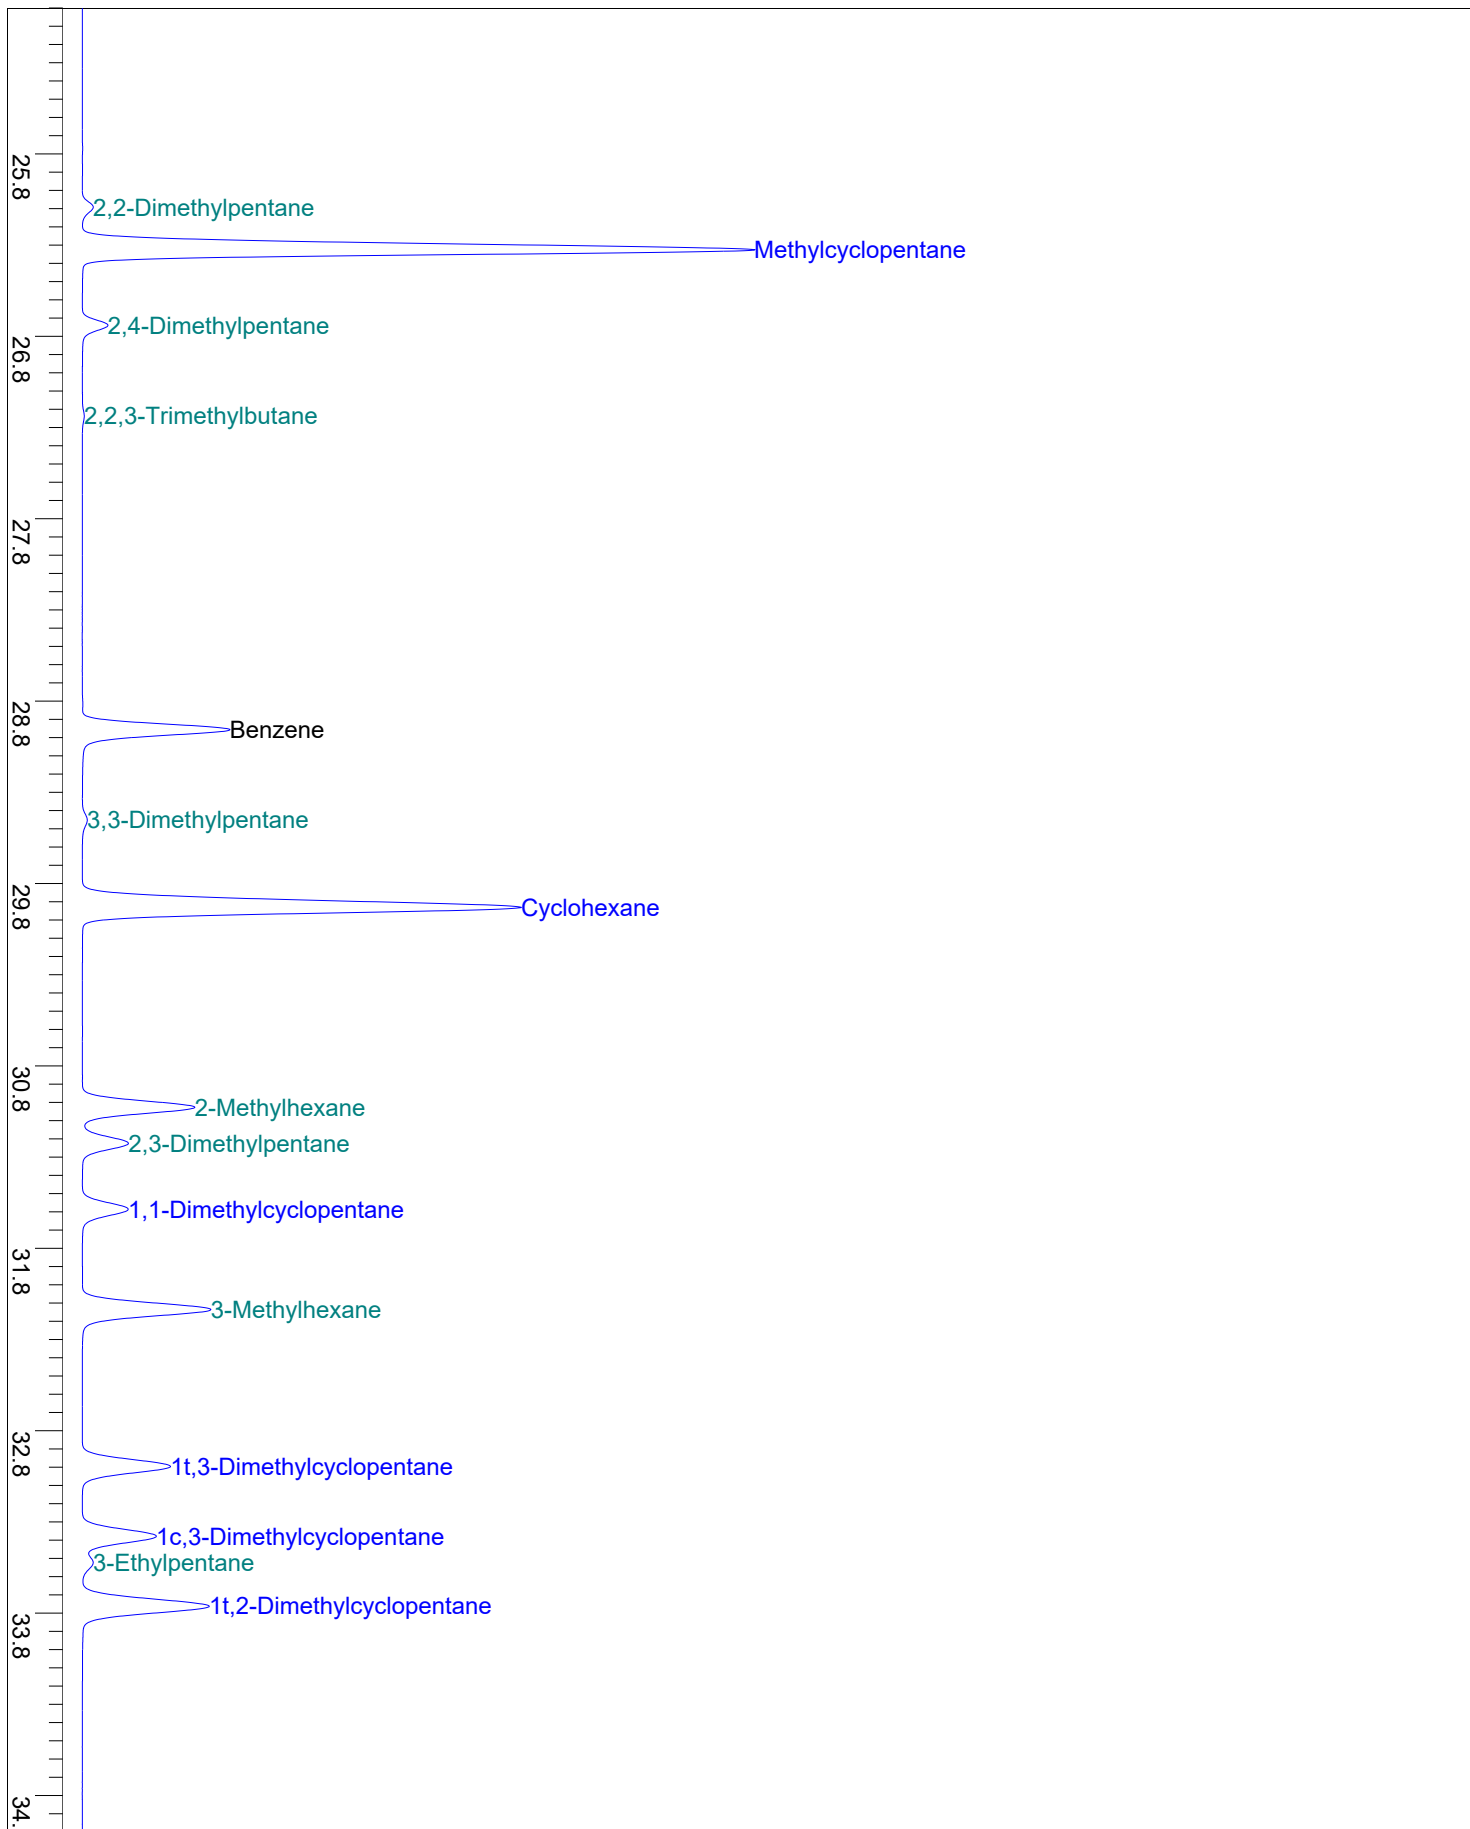 25.8
2,2-Dimethylpentane
Methylcyclopentane
2,4-Dimethylpentane
26.8
2,2,3-Trimethylbutane
27.8
28.8
Benzene
3,3-Dimethylpentane
29.8
Cyclohexane
30.8
2-Methylhexane
2,3-Dimethylpentane
1,1-Dimethylcyclopentane
31.8
3-Methylhexane
32.8
1t,3-Dimethylcyclopentane
1c,3-Dimethylcyclopentane
3-Ethylpentane
1t,2-Dimethylcyclopentane
33.8
34.